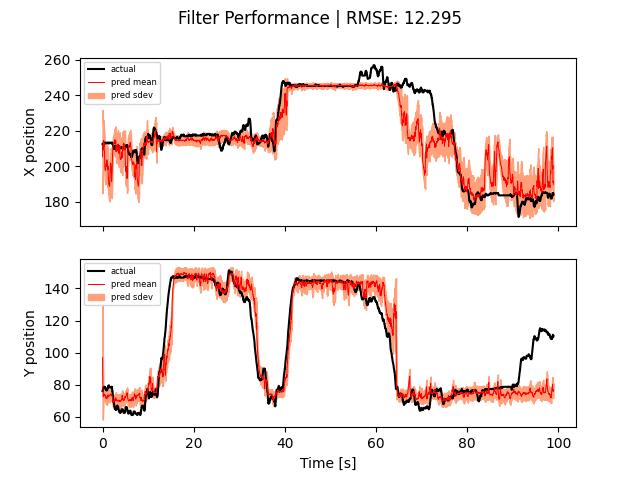 Filter Performance | RMSE: 12.295
260
240
220
200
180
X position
actual
pred mean
pred sdev
140
120
100
80
60
Y position
actual
pred mean
pred sdev
0 20 40 60 80 100
Time [s]